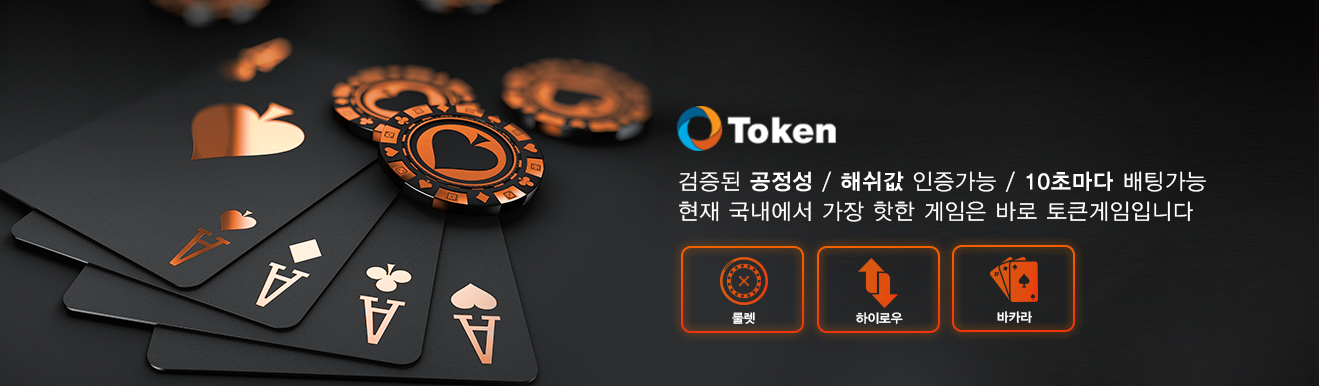 Token
검증된 공정성 / 해쉬값 인증가능 / 10초마다 배팅가능
현재 국내에서 가장 핫한 게임은 바로 토큰게임입니다
룰렛
하이로우
바카라
A
A
A
A